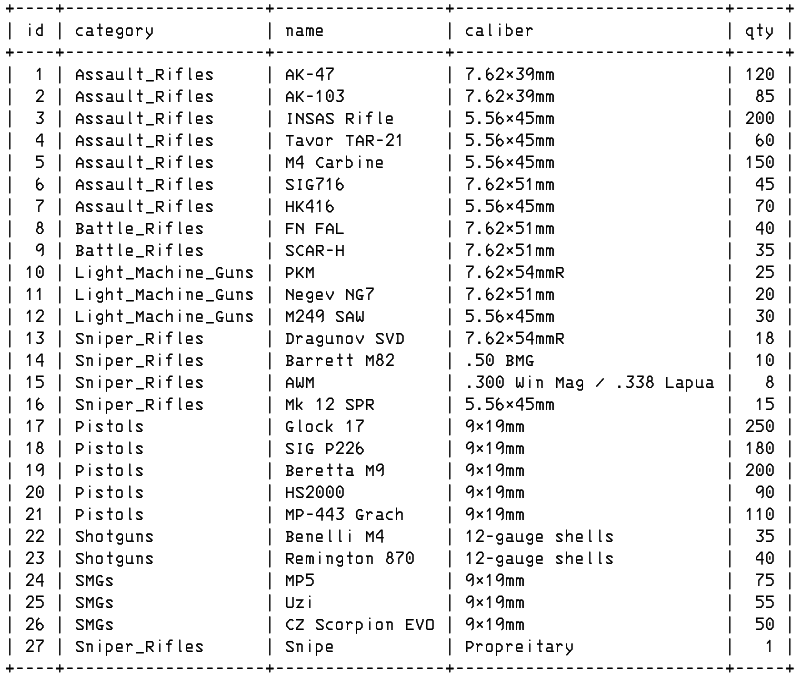 +----+--------------------+-----------------+---------------------------+-----+
| id | category           | name            | caliber                   | qty |
+----+--------------------+-----------------+---------------------------+-----+
|  1 | Assault_Rifles     | AK-47           | 7.62×39mm                 | 120 |
|  2 | Assault_Rifles     | AK-103          | 7.62×39mm                 |  85 |
|  3 | Assault_Rifles     | INSAS Rifle     | 5.56×45mm                 | 200 |
|  4 | Assault_Rifles     | Tavor TAR-21    | 5.56×45mm                 |  60 |
|  5 | Assault_Rifles     | M4 Carbine      | 5.56×45mm                 | 150 |
|  6 | Assault_Rifles     | SIG716          | 7.62×51mm                 |  45 |
|  7 | Assault_Rifles     | HK416           | 5.56×45mm                 |  70 |
|  8 | Battle_Rifles      | FN FAL          | 7.62×51mm                 |  40 |
|  9 | Battle_Rifles      | SCAR-H          | 7.62×51mm                 |  35 |
| 10 | Light_Machine_Guns | PKM             | 7.62×54mmR                |  25 |
| 11 | Light_Machine_Guns | Negev NG7       | 7.62×51mm                 |  20 |
| 12 | Light_Machine_Guns | M249 SAW        | 5.56×45mm                 |  30 |
| 13 | Sniper_Rifles      | Dragunov SVD    | 7.62×54mmR                |  18 |
| 14 | Sniper_Rifles      | Barrett M82     | .50 BMG                   |  10 |
| 15 | Sniper_Rifles      | AWM             | .300 Win Mag / .338 Lapua |   8 |
| 16 | Sniper_Rifles      | Mk 12 SPR       | 5.56×45mm                 |  15 |
| 17 | Pistols            | Glock 17        | 9×19mm                    | 250 |
| 18 | Pistols            | SIG P226        | 9×19mm                    | 180 |
| 19 | Pistols            | Beretta M9      | 9×19mm                    | 200 |
| 20 | Pistols            | HS2000          | 9×19mm                    |  90 |
| 21 | Pistols            | MP-443 Grach    | 9×19mm                    | 110 |
| 22 | Shotguns           | Benelli M4      | 12-gauge shells           |  35 |
| 23 | Shotguns           | Remington 870   | 12-gauge shells           |  40 |
| 24 | SMGs               | MP5             | 9×19mm                    |  75 |
| 25 | SMGs               | Uzi             | 9×19mm                    |  55 |
| 26 | SMGs               | CZ Scorpion EVO | 9×19mm                    |  50 |
| 27 | Sniper_Rifles      | Snipe           | Propreitary               |   1 |
+----+--------------------+-----------------+---------------------------+-----+